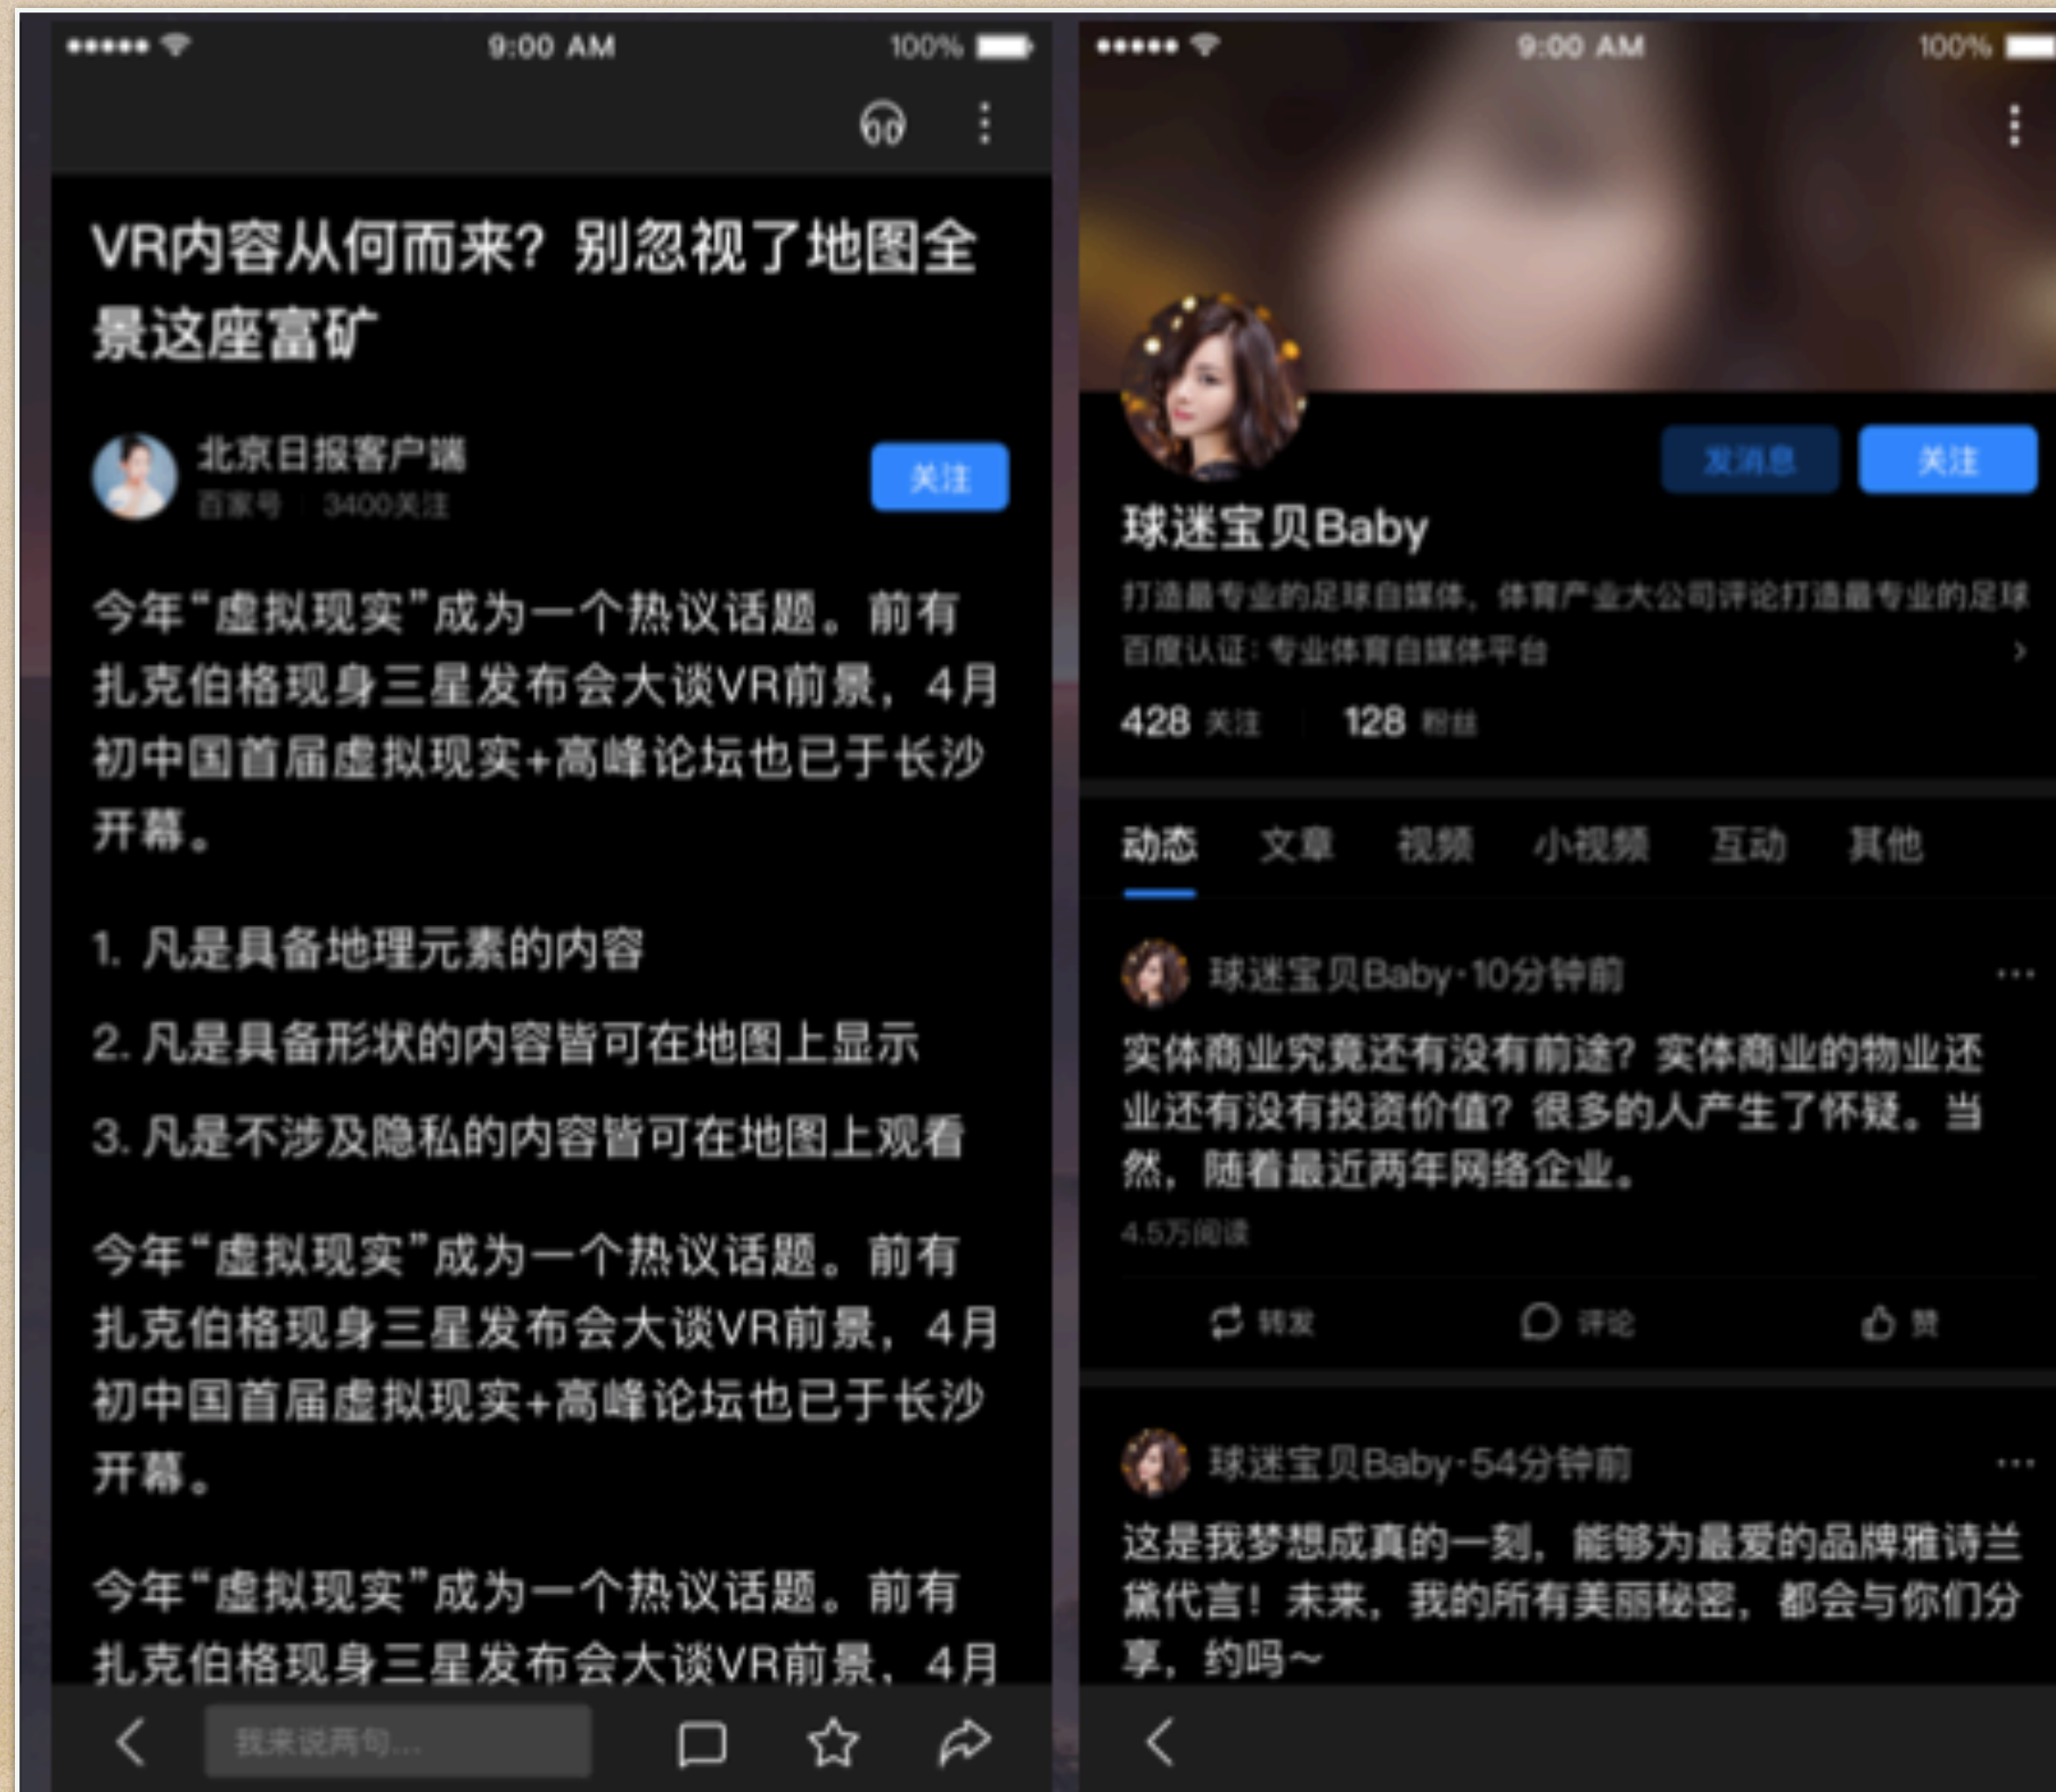 9:00 AM
100%
VR内容从何而来？别忽视了地图全
景这座富矿
北京日报客户端
百家号 3400关注
关注
今年“虚拟现实”成为一个热议话题。前有
扎克伯格现身三星发布会大谈VR前景，4月
初中国首届虚拟现实+高峰论坛也已于长沙
开幕。
1. 凡是具备地理元素的内容
2. 凡是具备形状的内容皆可在地图上显示
3. 凡是不涉及隐私的内容皆可在地图上观看
今年“虚拟现实”成为一个热议话题。前有
扎克伯格现身三星发布会大谈VR前景，4月
初中国首届虚拟现实+高峰论坛也已于长沙
开幕。
今年“虚拟现实”成为一个热议话题。前有
扎克伯格现身三星发布会大谈VR前景，4月
我来说两句...
9:00 AM
100%
发消息
关注
球迷宝贝Baby
打造最专业的足球自媒体，体育产业大公司评论打造最专业的足球
百度认证：专业体育自媒体平台
428 关注 128 粉丝
动态 文章 视频 小视频 互动 其他
球迷宝贝Baby·10分钟前
实体商业究竟还有没有前途？实体商业的物业还
业还有没有投资价值？很多的人产生了怀疑。当
然，随着最近两年网络企业。
4.5万阅读
转发 评论 赞
球迷宝贝Baby·54分钟前
这是我梦想成真的一刻，能够为最爱的品牌雅诗兰
黛代言！未来，我的所有美丽秘密，都会与你们分
享，约吗～